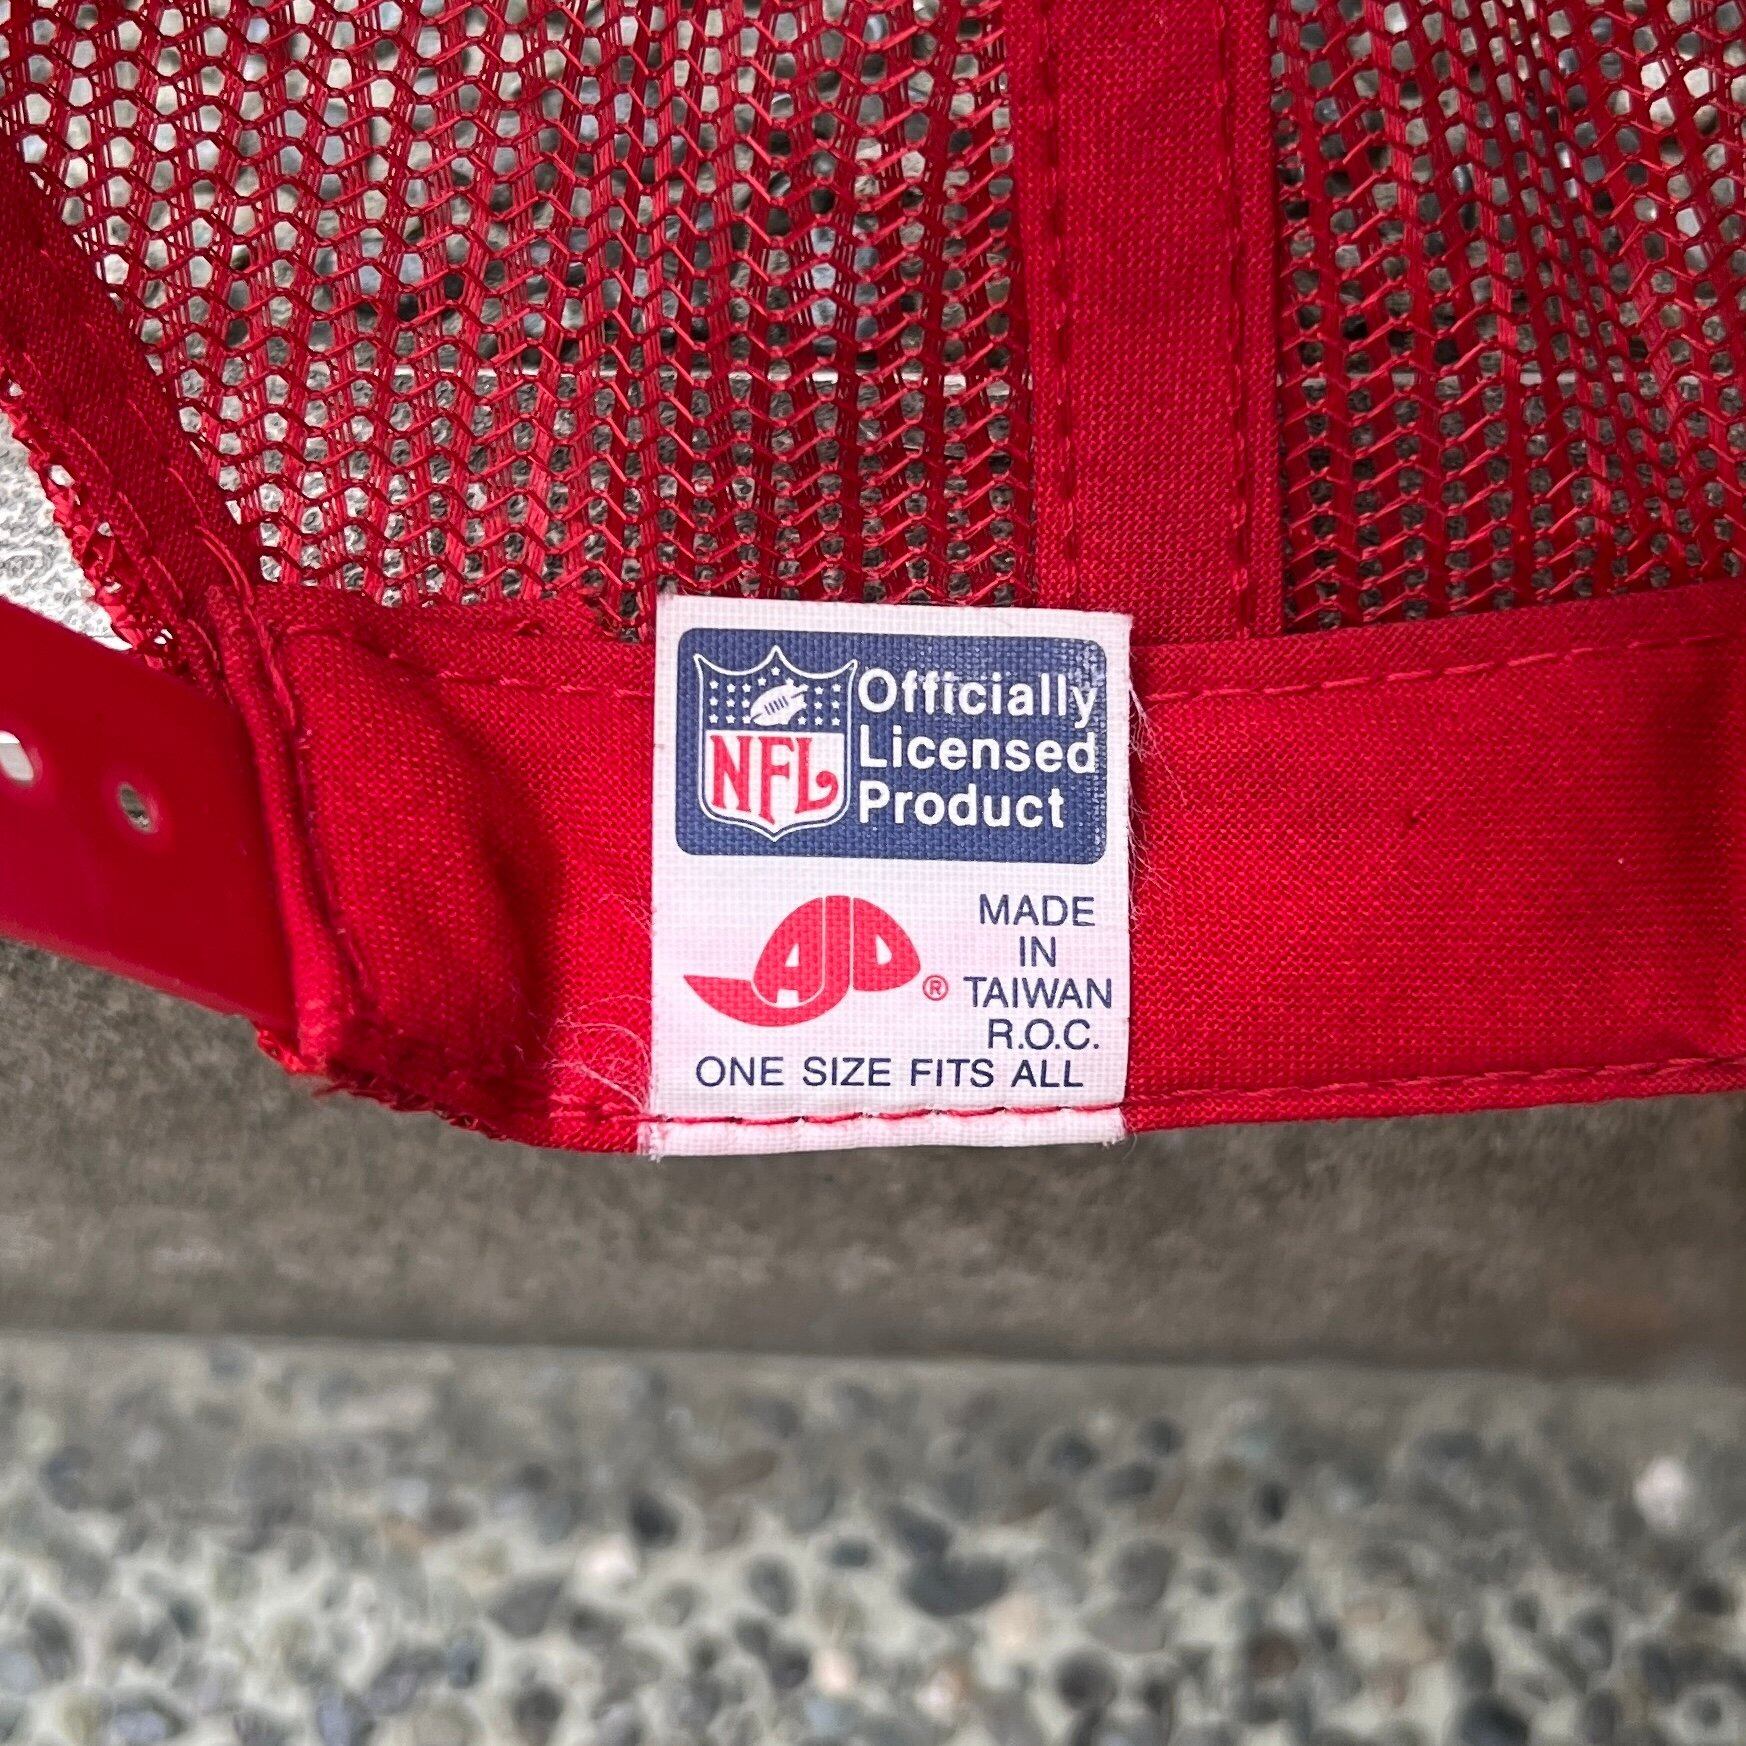 NFL
Officially
Licensed
Product
AJD®
MADE
IN
TAIWAN
R.O.C.
ONE SIZE FITS ALL